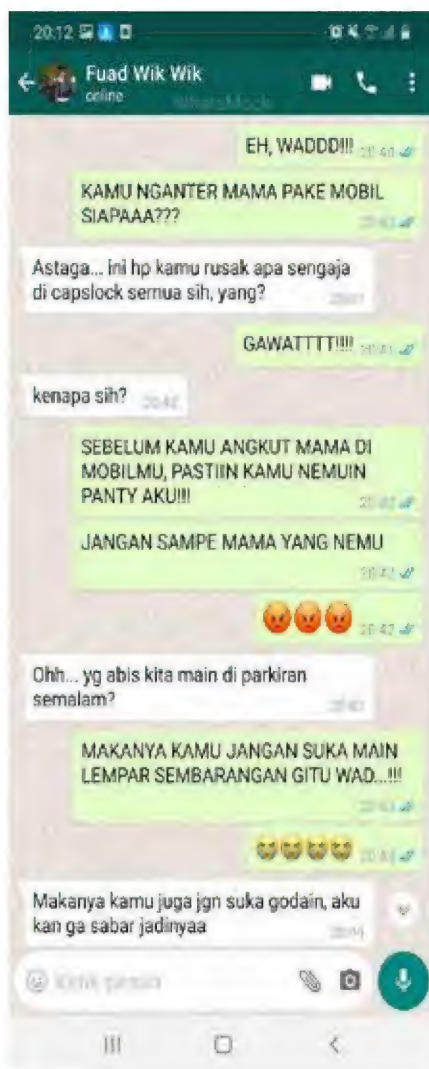 20:12
Fuad Wik Wik
online
WhatsMock
EH, WADDD!!!
KAMU NGANTER MAMA PAKE MOBIL
SIAPAAA???
Astaga... ini hp kamu rusak apa sengaja
di capslock semua sih, yang?
GAWATTTT!!!!
kenapa sih?
SEBELUM KAMU ANGKUT MAMA DI
MOBILMU, PASTIIN KAMU NEMUIN
PANTY AKU!!!
JANGAN SAMPE MAMA YANG NEMU
Ohh... yg abis kita main di parkiran
semalam?
MAKANYA KAMU JANGAN SUKA MAIN
LEMPAR SEMBARANGAN GITU WAD...!!!
Makanya kamu juga jgn suka godain, aku
kan ga sabar jadinyaa